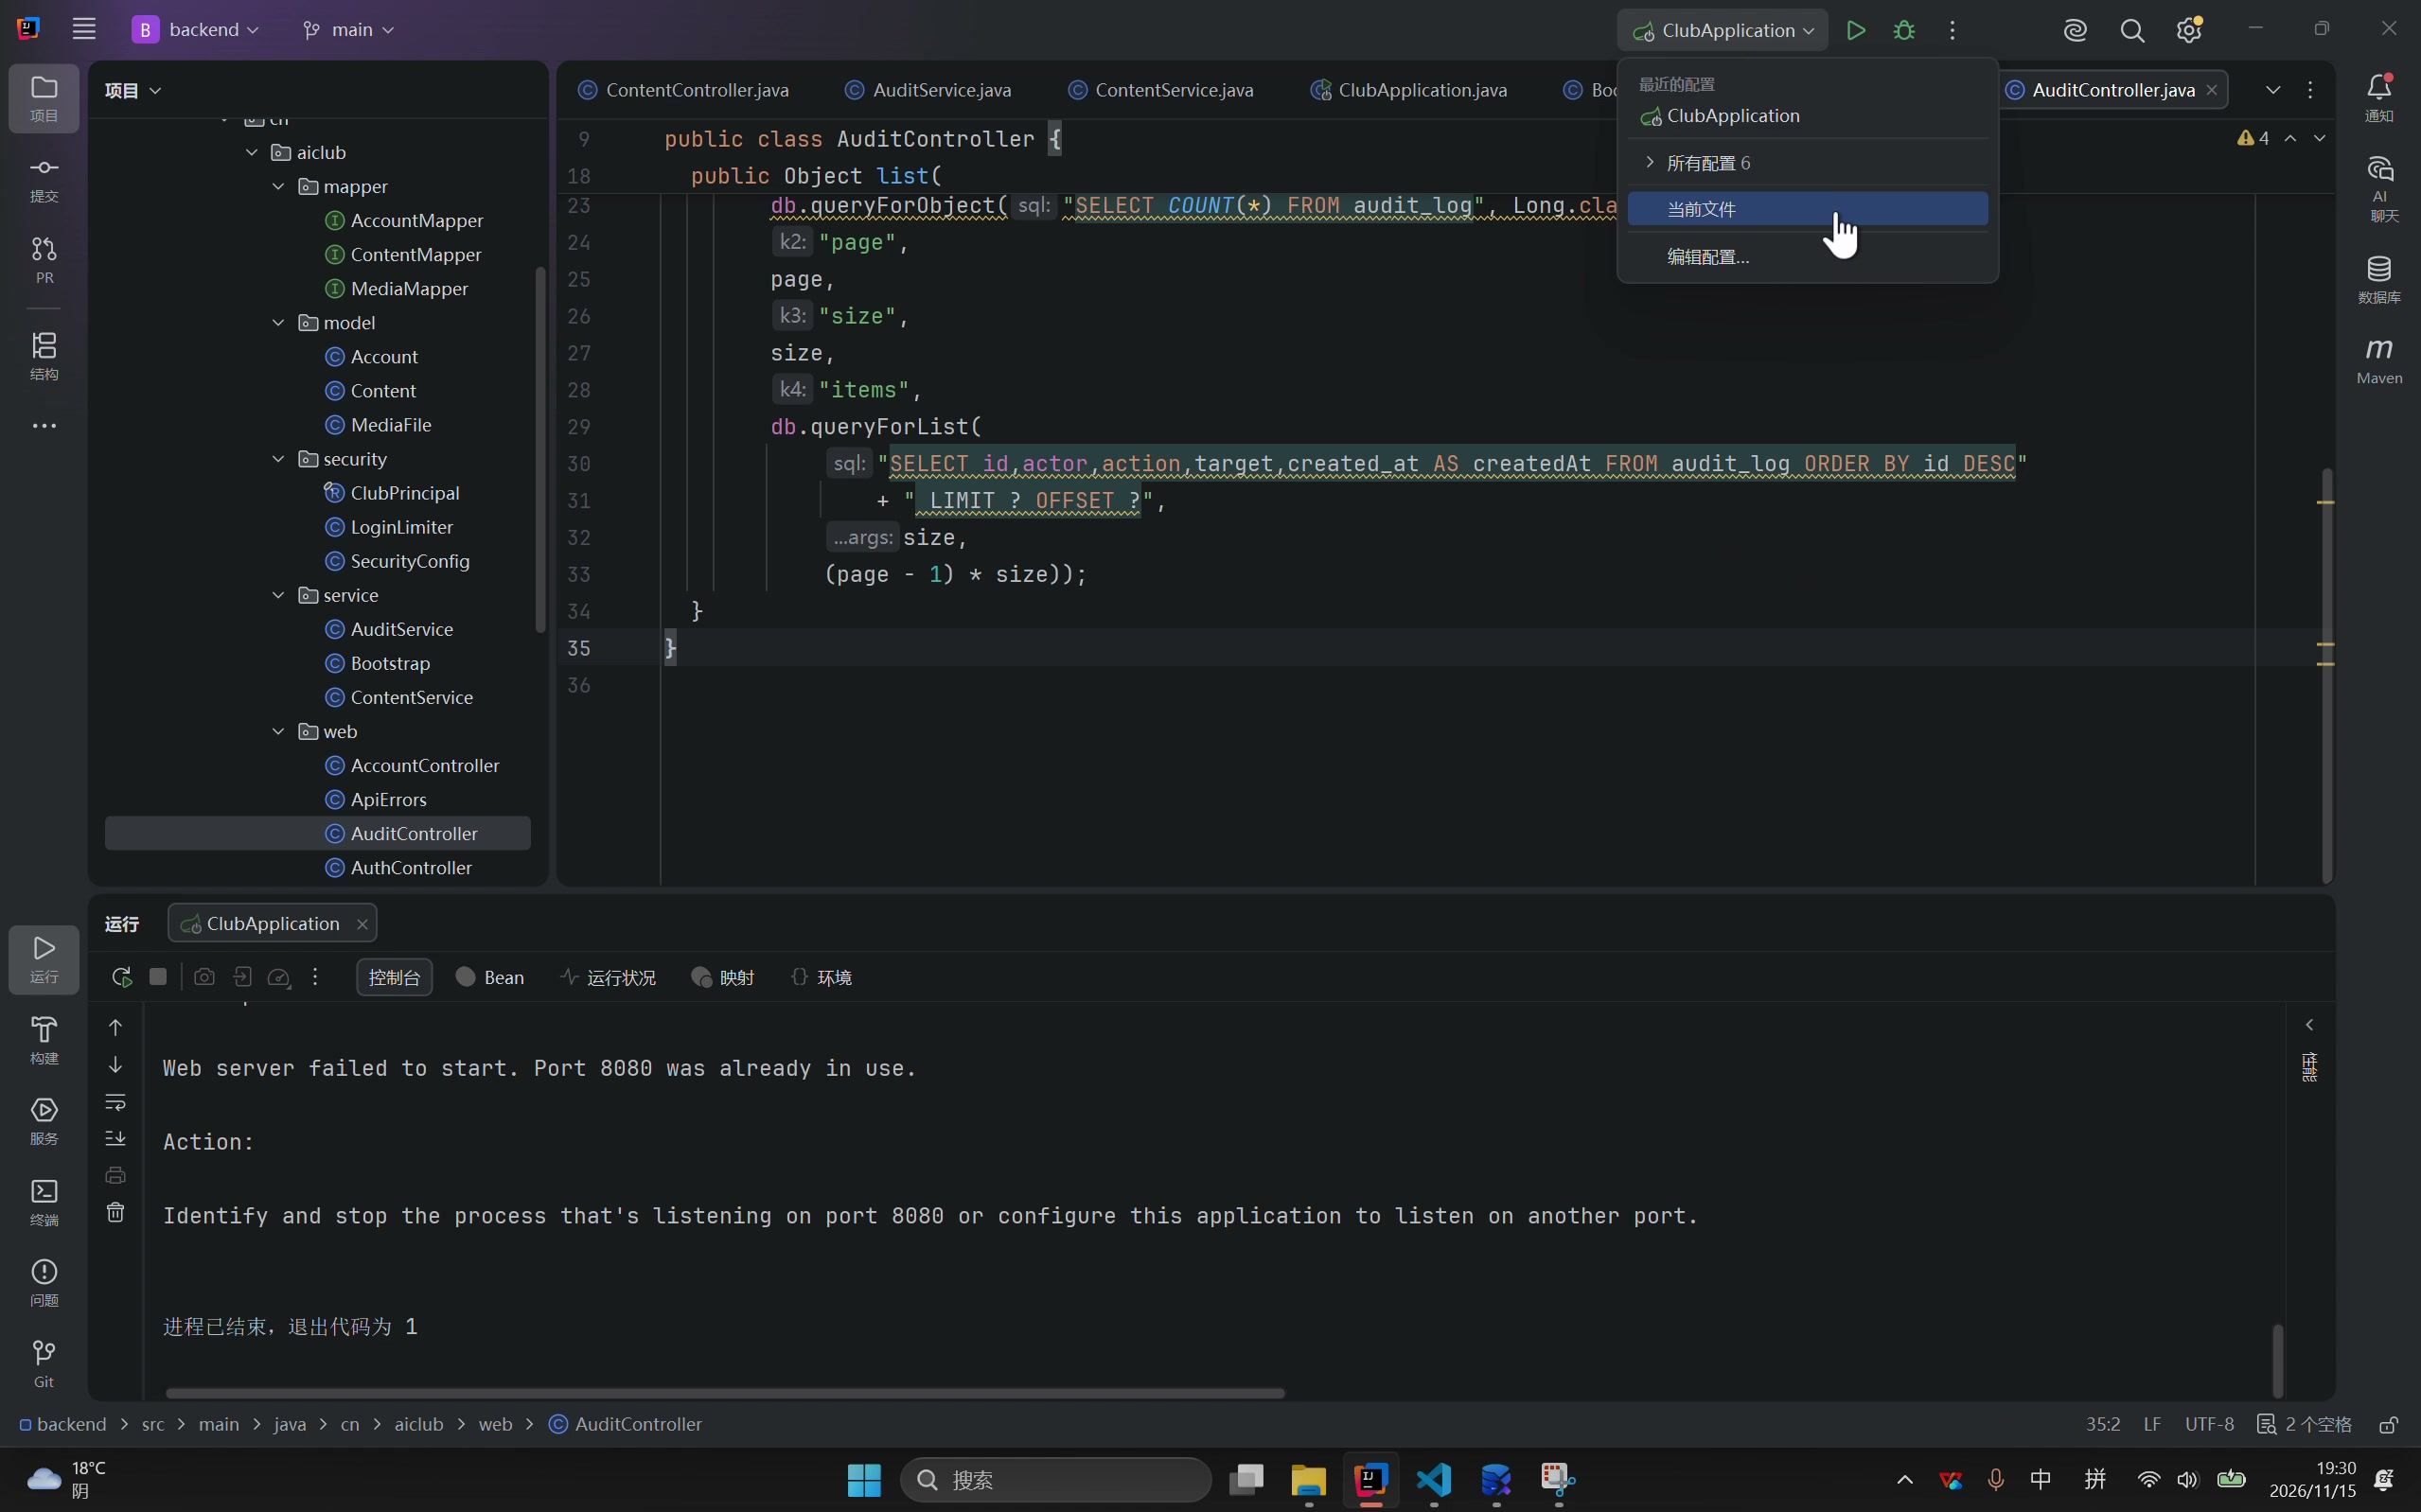 B backend main ClubApplication
项目
ContentController.java AuditService.java ContentService.java ClubApplication.java AuditController.java
最近的配置
ClubApplication
所有配置 6
当前文件
编辑配置...
项目
提交
PR
结构
aiclub
mapper
AccountMapper
ContentMapper
MediaMapper
model
Account
Content
MediaFile
security
ClubPrincipal
LoginLimiter
SecurityConfig
service
AuditService
Bootstrap
ContentService
web
AccountController
ApiErrors
AuditController
AuthController
9 public class AuditController {
18 public Object list(
23 db.queryForObject( sql: "SELECT COUNT(*) FROM audit_log", Long.cla
24 k2: "page",
25 page,
26 k3: "size",
27 size,
28 k4: "items",
29 db.queryForList(
30 sql: "SELECT id,actor,action,target,created_at AS createdAt FROM audit_log ORDER BY id DESC"
31 + " LIMIT ? OFFSET ?",
32 ...args: size,
33 (page - 1) * size));
34 }
35 }
36
4
通知
AI
聊天
数据库
m
Maven
运行 ClubApplication
控制台 Bean 运行状况 映射 环境
Web server failed to start. Port 8080 was already in use.
Action:
Identify and stop the process that's listening on port 8080 or configure this application to listen on another port.
进程已结束，退出代码为 1
性能
运行
构建
服务
终端
问题
Git
backend > src > main > java > cn > aiclub > web > AuditController
35:2 LF UTF-8 2 个空格
18°C
阴
搜索
中 拼
19:30
2026/11/15